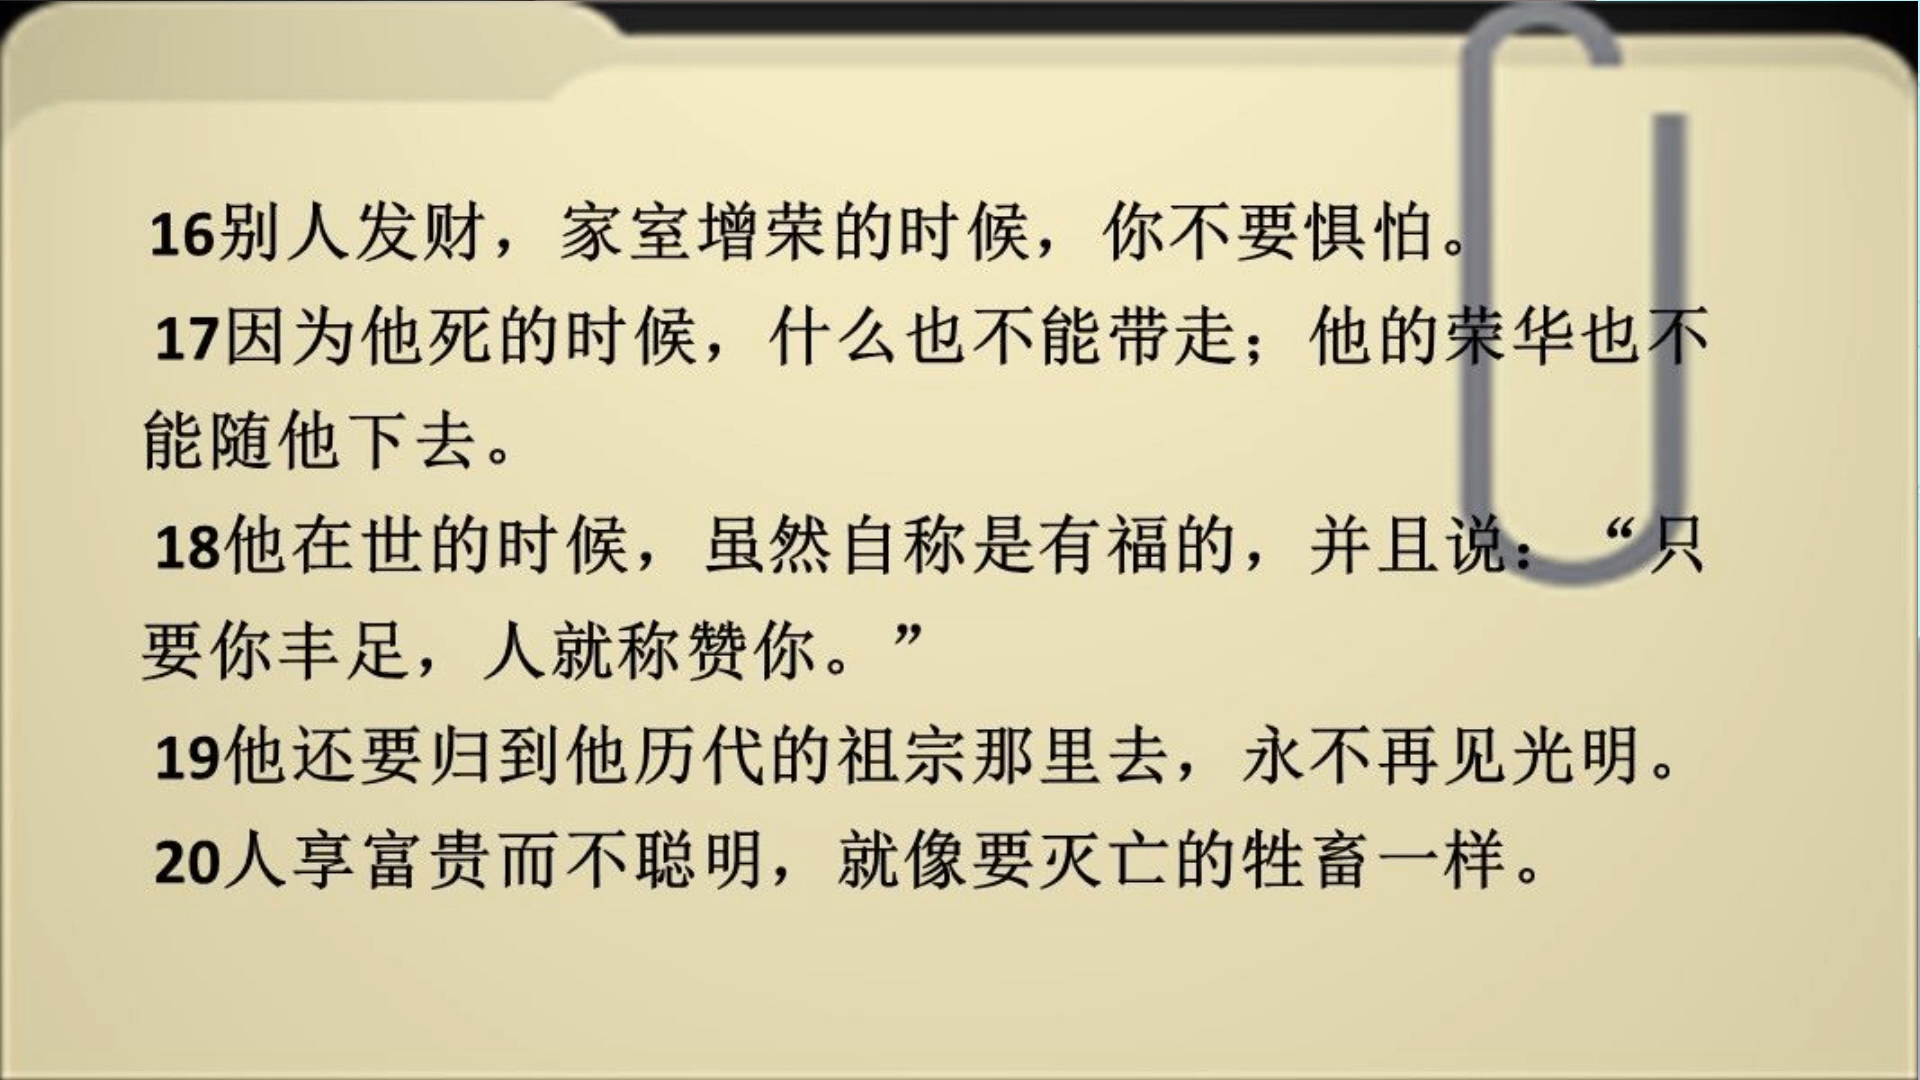 16别人发财，家室增荣的时候，你不要惧怕。
17因为他死的时候，什么也不能带走；他的荣华也不
能随他下去。
18他在世的时候，虽然自称是有福的，并且说：“只
要你丰足，人就称赞你。”
19他还要归到他历代的祖宗那里去，永不再见光明。
20人享富贵而不聪明，就像要灭亡的牲畜一样。